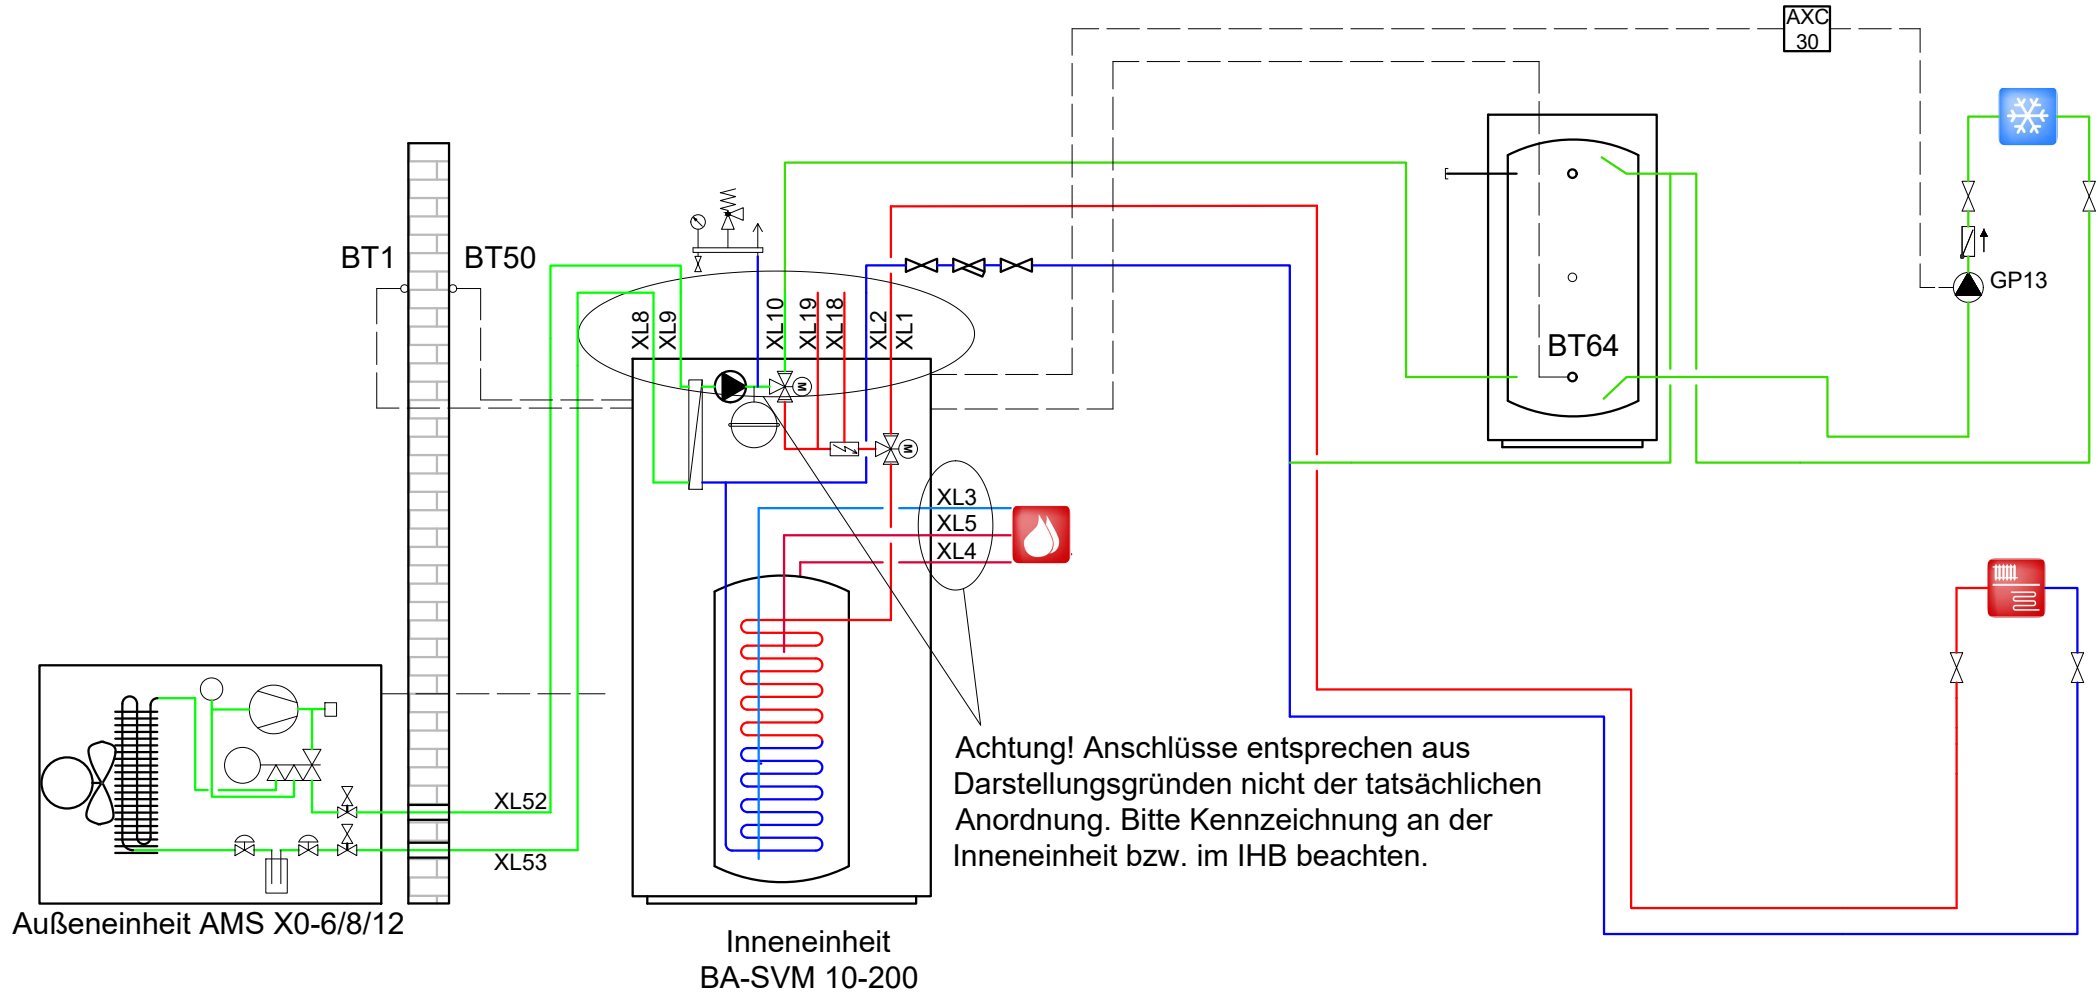 AXC
30
BT1
BT50
XL8
XL9
XL10
XL19
XL18
XL2
XL1
GP13
BT64
M
M
XL3
XL5
XL4
XL52
XL53
Achtung! Anschlüsse entsprechen aus
Darstellungsgründen nicht der tatsächlichen
Anordnung. Bitte Kennzeichnung an der
Inneneinheit bzw. im IHB beachten.
Außeneinheit AMS X0-6/8/12
Inneneinheit
BA-SVM 10-200